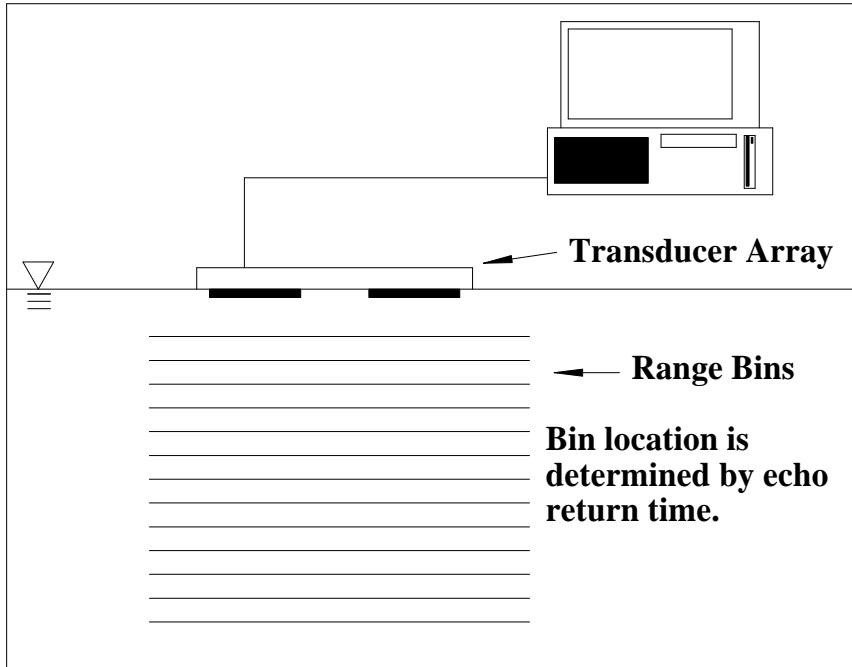 Transducer Array
Range Bins
Bin location is
determined by echo
return time.